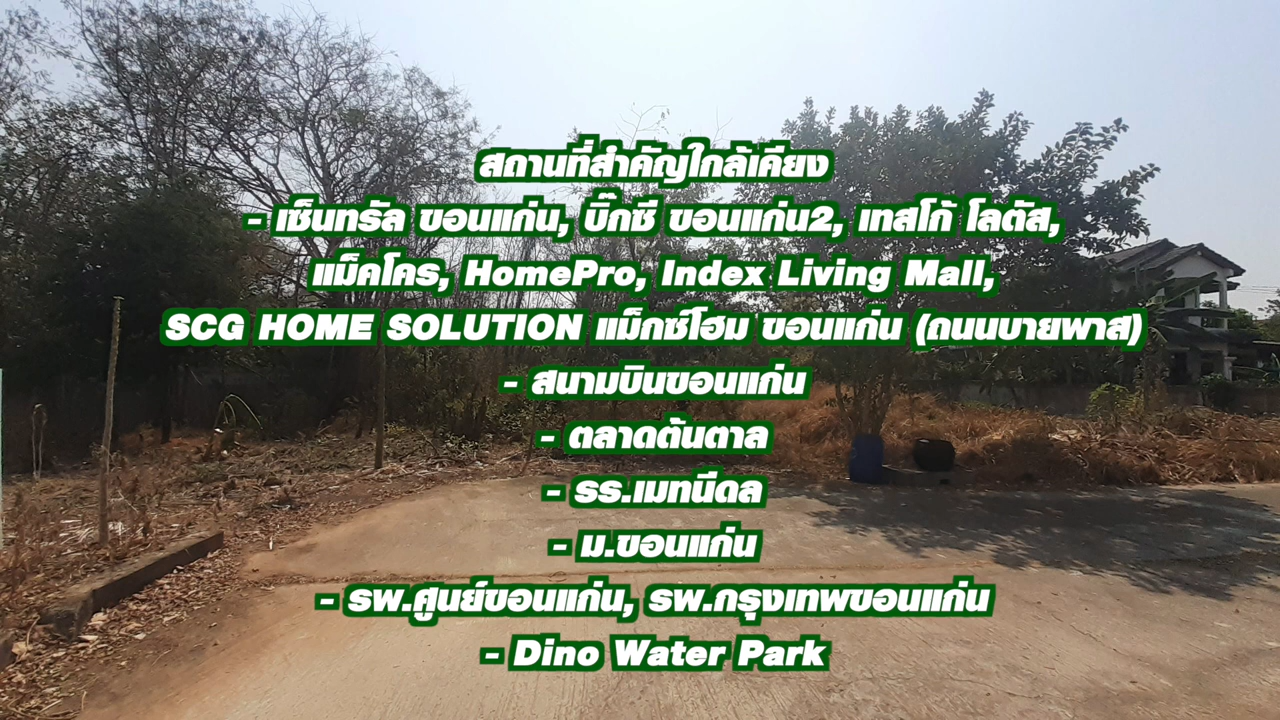 สถานที่สำคัญใกล้เคียง
- เซ็นทรัล ขอนแก่น, บิ๊กซี ขอนแก่น2, เทสโก้ โลตัส,
แม็คโคร, HomePro, Index Living Mall,
SCG HOME SOLUTION แม็กซ์โฮม ขอนแก่น (ถนนบายพาส)
- สนามบินขอนแก่น
- ตลาดต้นตาล
- รร.เมทนีดล
- ม.ขอนแก่น
- รพ.ศูนย์ขอนแก่น, รพ.กรุงเทพขอนแก่น
- Dino Water Park